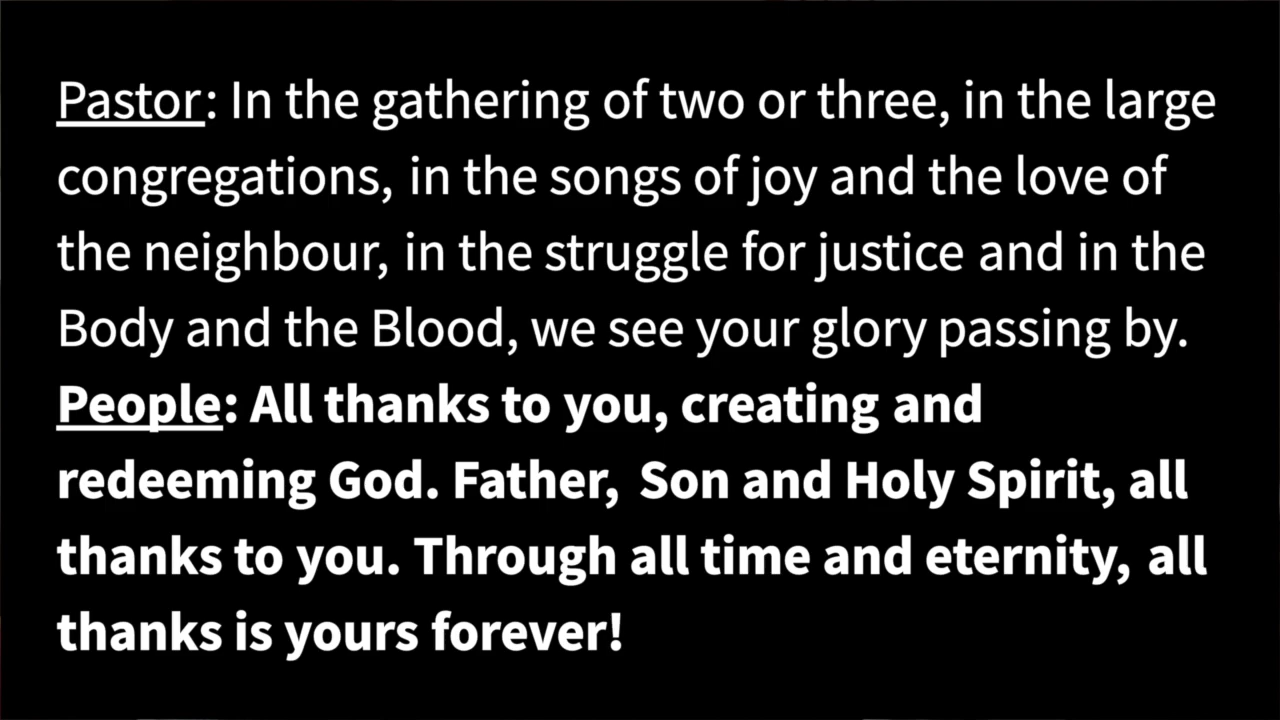 Pastor: In the gathering of two or three, in the large
congregations, in the songs of joy and the love of
the neighbour, in the struggle for justice and in the
Body and the Blood, we see your glory passing by.
People: All thanks to you, creating and
redeeming God. Father, Son and Holy Spirit, all
thanks to you. Through all time and eternity, all
thanks is yours forever!